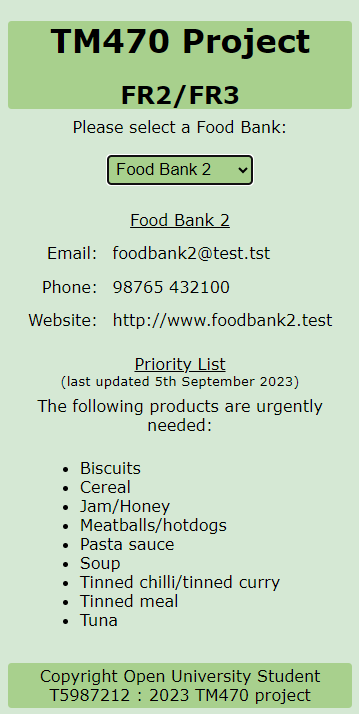 TM470 Project
FR2/FR3
Please select a Food Bank:
Food Bank 2
Food Bank 2
Email: foodbank2@test.tst
Phone: 98765 432100
Website: http://www.foodbank2.test
Priority List
(last updated 5th September 2023)
The following products are urgently
needed:
• Biscuits
• Cereal
• Jam/Honey
• Meatballs/hotdogs
• Pasta sauce
• Soup
• Tinned chilli/tinned curry
• Tinned meal
• Tuna
Copyright Open University Student
T5987212 : 2023 TM470 project